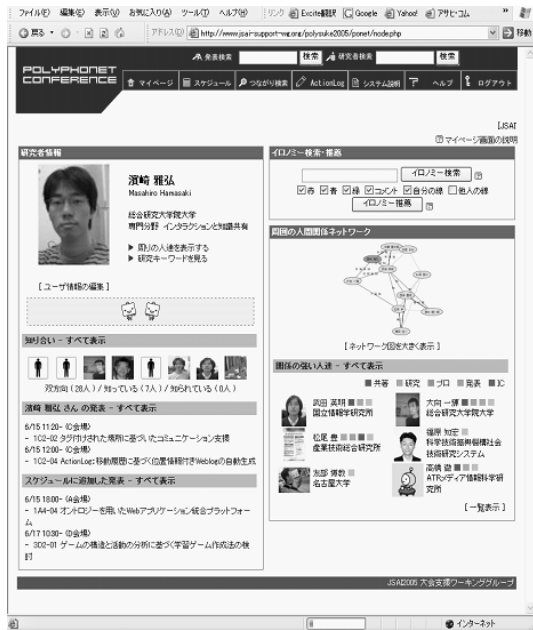 ファイル(F) 編集(E) 表示(V) お気に入り(A) ツール(T) ヘルプ(H) リンク Excite翻訳 Google Yahoo! アサヒ・コム
戻る アドレス(D) http://www.jsai-support-wg.org/polysuke2005/ponet/node.php 移動
発表検索 検索 研究者検索 検索
POLYPHONET
CONFERENCE
マイページ スケジュール つながり検索 ActionLog システム説明 ヘルプ ログアウト
[JSAI
マイページ画面の説明
研究者情報
濱崎 雅弘
Masahiro Hamasaki
総合研究大学院大学
専門分野 インタラクションと知識共有
▶ 周りの人達を表示する
▶ 研究キーワードを見る
[ ユーザ情報の編集 ]
知り合い - すべて表示
双方向(28人) / 知っている(7人) / 知られている(8人)
濱崎 雅弘 さん の発表 - すべて表示
6/15 11:20- (C会場)
- 1C2-02 タグ付けされた場所に基づいたコミュニケーション支援
6/15 12:00- (C会場)
- 1C2-04 ActionLog:移動履歴に基づく位置情報付きWeblogの自動生成
スケジュールに追加した発表 - すべて表示
6/15 18:00- (A会場)
- 1A4-04 オントロジーを用いたWebアプリケーション統合プラットフォーム
6/17 10:30- (D会場)
- 3D2-01 ゲームの構造と活動の分析に基づく学習ゲーム作成法の検討
イロノミー検索・推薦
イロノミー検索
赤 青 緑 コメント 自分の線 他人の線
イロノミー推薦
周囲の人間関係ネットワーク
[ ネットワーク図を大きく表示 ]
関係の強い人達 - すべて表示
■共著 ■研究 ■プロ ■発表 ■IC
武田 英明
国立情報学研究所
大向 一輝
総合研究大学院大学
松尾 豊
産業技術総合研究所
福原 知宏
科学技術振興機構社会技術研究システム
友部 博教
名古屋大学
高橋 徹
ATRメディア情報科学研究所
[ 一覧表示 ]
JSAI2005 大会支援ワーキンググループ
インターネット